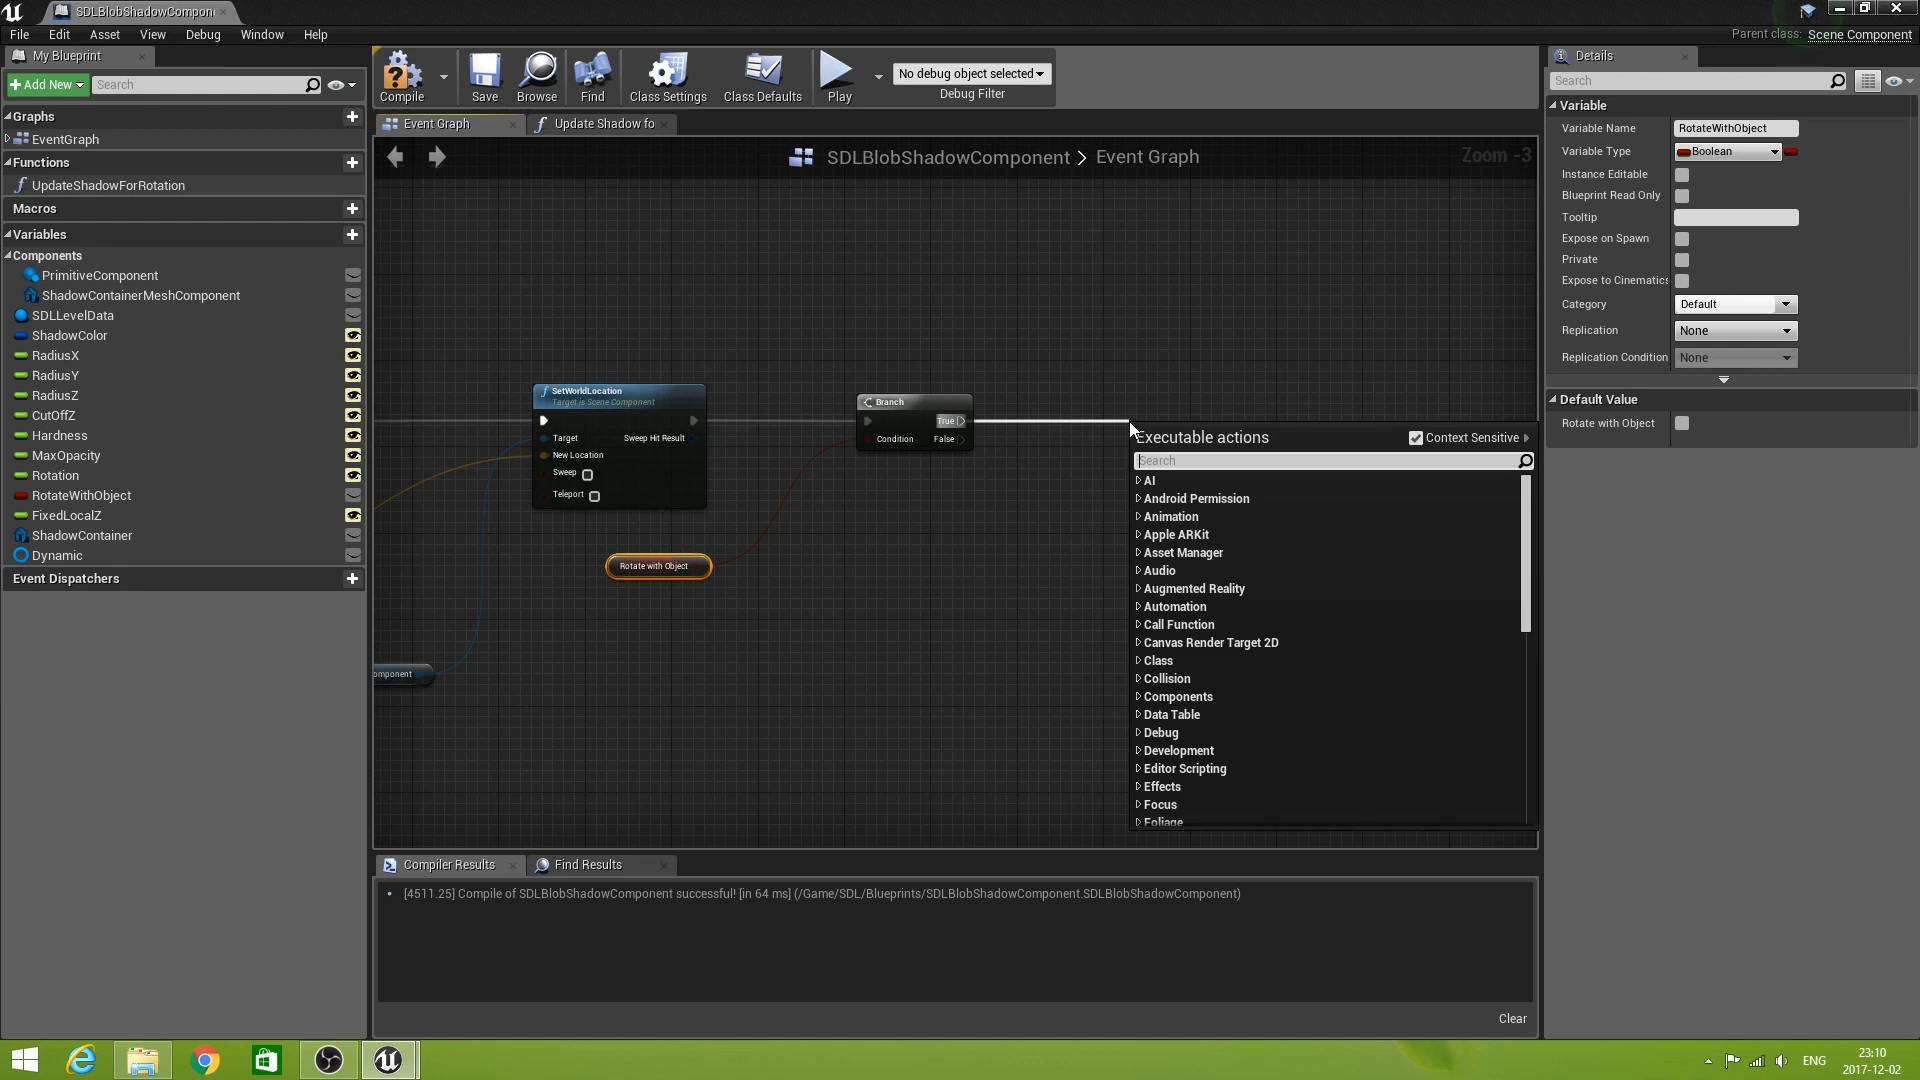 SDLBlobShadowComponent
File Edit Asset View Debug Window Help
Parent class: Scene Component
My Blueprint
Add New
Search
Graphs
EventGraph
Functions
UpdateShadowForRotation
Macros
Variables
Components
PrimitiveComponent
ShadowContainerMeshComponent
SDLLevelData
ShadowColor
RadiusX
RadiusY
RadiusZ
CutOffZ
Hardness
MaxOpacity
Rotation
RotateWithObject
FixedLocalZ
ShadowContainer
Dynamic
Event Dispatchers
Compile
Save
Browse
Find
Class Settings
Class Defaults
Play
No debug object selected
Debug Filter
Event Graph
Update Shadow fo
SDLBlobShadowComponent > Event Graph
Zoom -3
SetWorldLocation
Target is Scene Component
Target
Sweep Hit Result
New Location
Sweep
Teleport
Branch
True
Condition
False
Rotate with Object
omponent
Executable actions
Context Sensitive
Search
AI
Android Permission
Animation
Apple ARKit
Asset Manager
Audio
Augmented Reality
Automation
Call Function
Canvas Render Target 2D
Class
Collision
Components
Data Table
Debug
Development
Editor Scripting
Effects
Focus
Foliage
Compiler Results
Find Results
[4511.25] Compile of SDLBlobShadowComponent successful! [in 64 ms] (/Game/SDL/Blueprints/SDLBlobShadowComponent.SDLBlobShadowComponent)
Clear
Details
Search
Variable
Variable Name RotateWithObject
Variable Type Boolean
Instance Editable
Blueprint Read Only
Tooltip
Expose on Spawn
Private
Expose to Cinematics
Category Default
Replication None
Replication Condition None
Default Value
Rotate with Object
ENG
23:10
2017-12-02